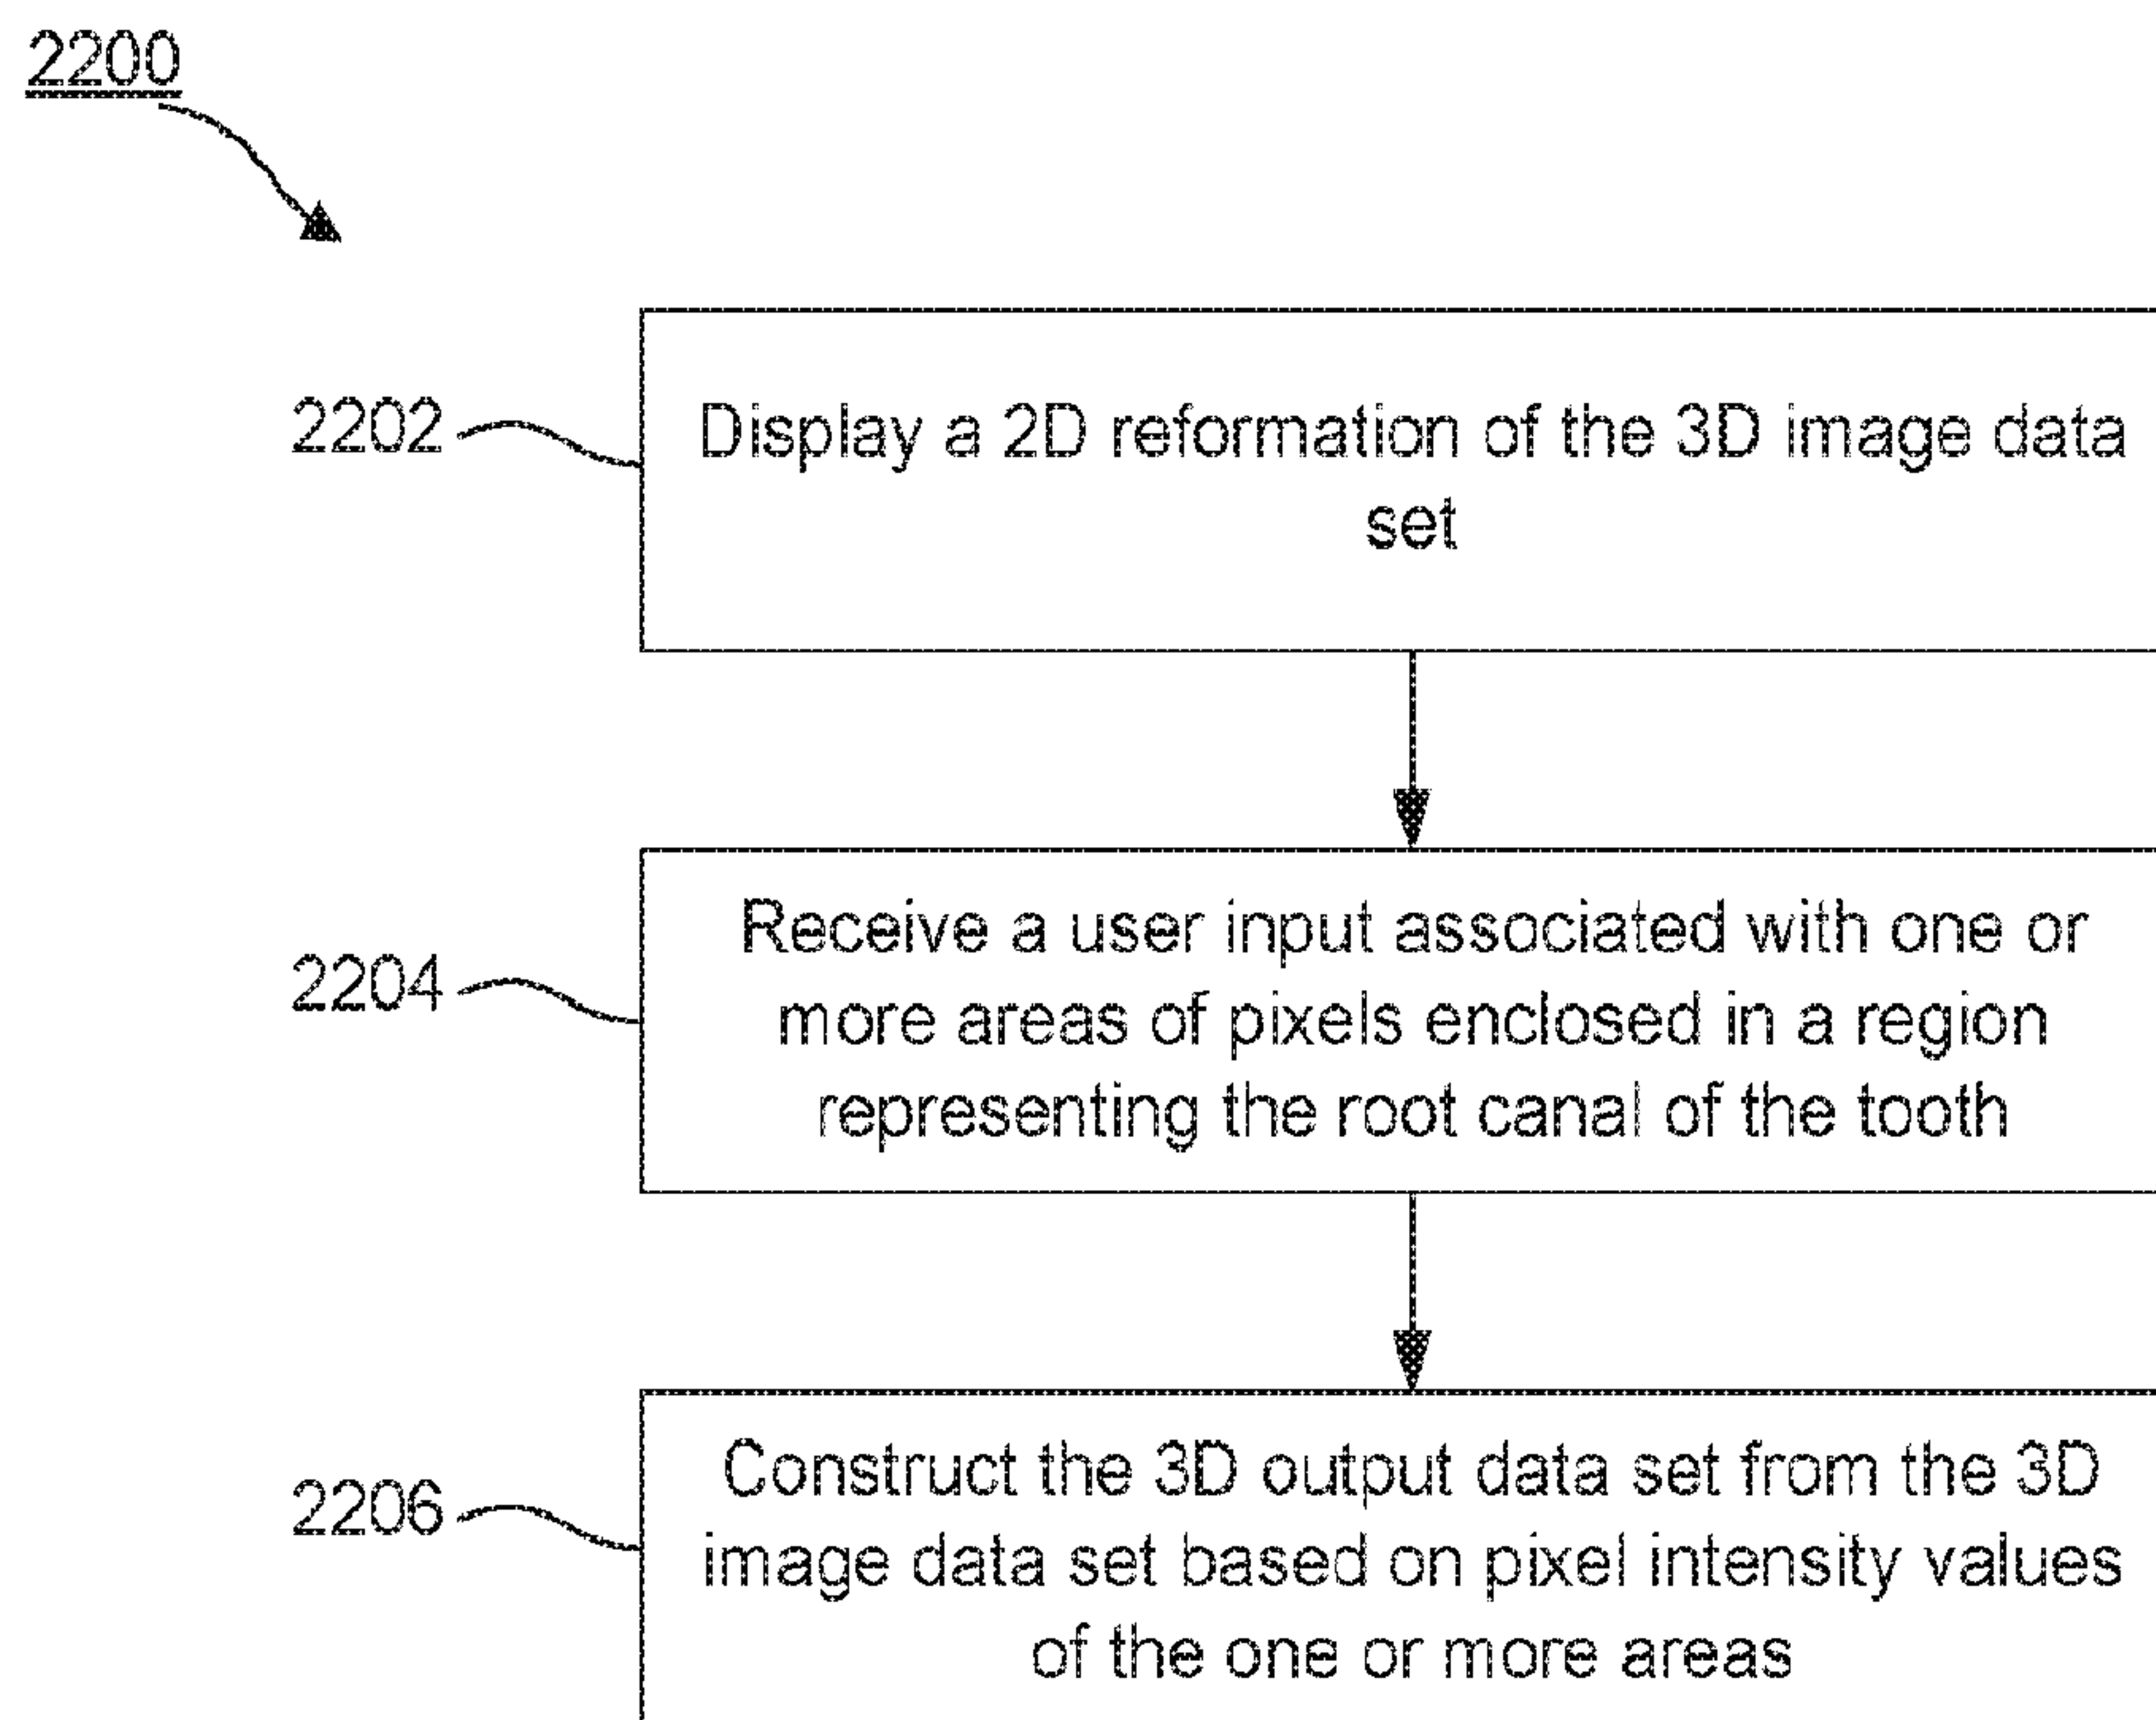 2200
2202
Display a 2D reformation of the 3D image data
set
2204
Receive a user input associated with one or
more areas of pixels enclosed in a region
representing the root canal of the tooth
2206
Construct the 3D output data set from the 3D
image data set based on pixel intensity values
of the one or more areas